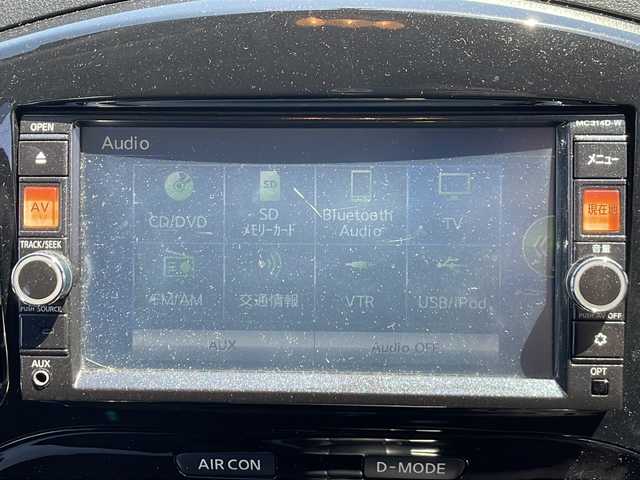 OPEN
MC314D-W
Audio
メニュー
AV
現在地
CD/DVD
SD
メモリーカード
SD
Bluetooth
Audio
TV
TRACK/SEEK
音量
FM/AM
交通情報
VTR
USB/iPod
PUSH SOURCE
PUSH AV OFF
AUX
Audio OFF
AUX
OPT
AIR CON
D-MODE